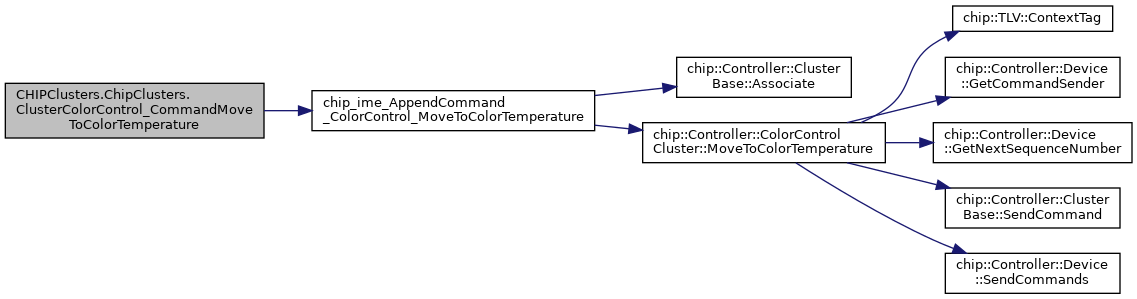 CHIPClusters.ChipClusters.
ClusterColorControl_CommandMove
ToColorTemperature
chip_ime_AppendCommand
_ColorControl_MoveToColorTemperature
chip::Controller::Cluster
Base::Associate
chip::Controller::ColorControl
Cluster::MoveToColorTemperature
chip::TLV::ContextTag
chip::Controller::Device
::GetCommandSender
chip::Controller::Device
::GetNextSequenceNumber
chip::Controller::Cluster
Base::SendCommand
chip::Controller::Device
::SendCommands